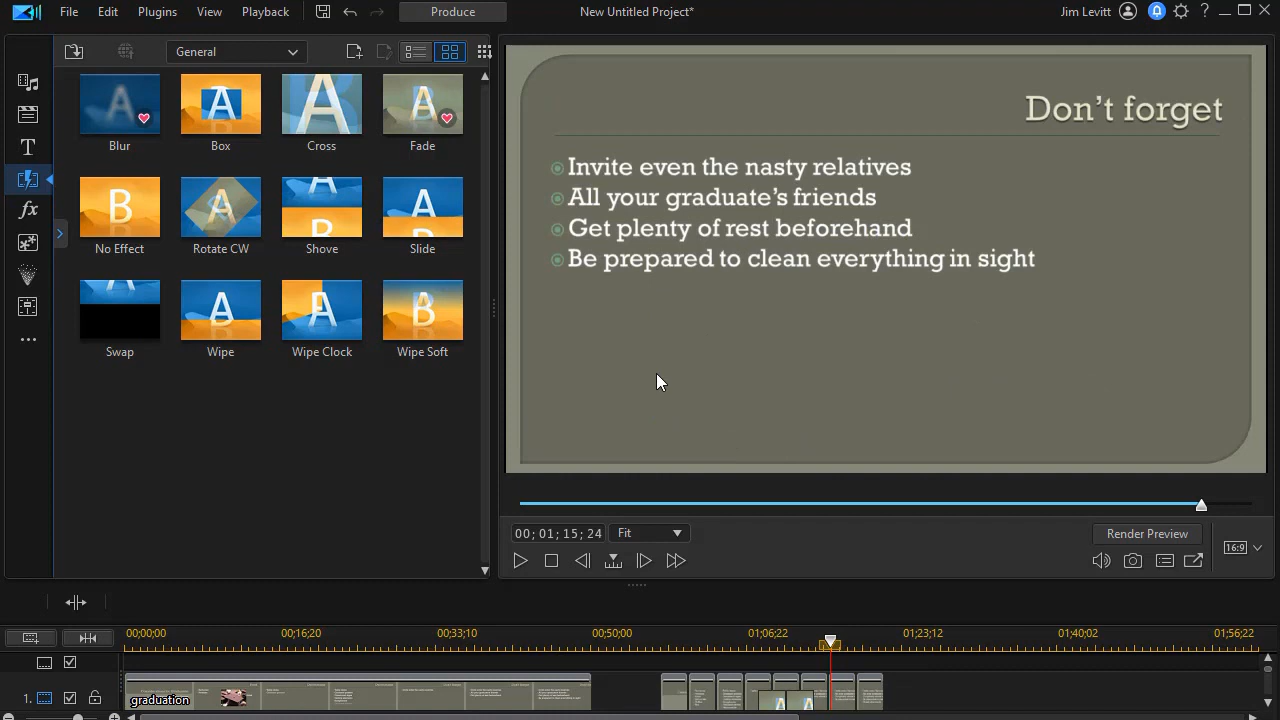 File Edit Plugins View Playback Produce New Untitled Project* Jim Levitt ?
General
Don't forget
Invite even the nasty relatives
All your graduate's friends
Get plenty of rest beforehand
Be prepared to clean everything in sight
A A A A
Blur Box Cross Fade
B A A B A
No Effect Rotate CW Shove Slide
A A A B
Swap Wipe Wipe Clock Wipe Soft
T
fx
00; 01; 15; 24 Fit Render Preview
16:9
00;00;00 00;16;20 00;33;10 00;50;00 01;06;22 01;23;12 01;40;02 01;56;22
1.
graduation A A